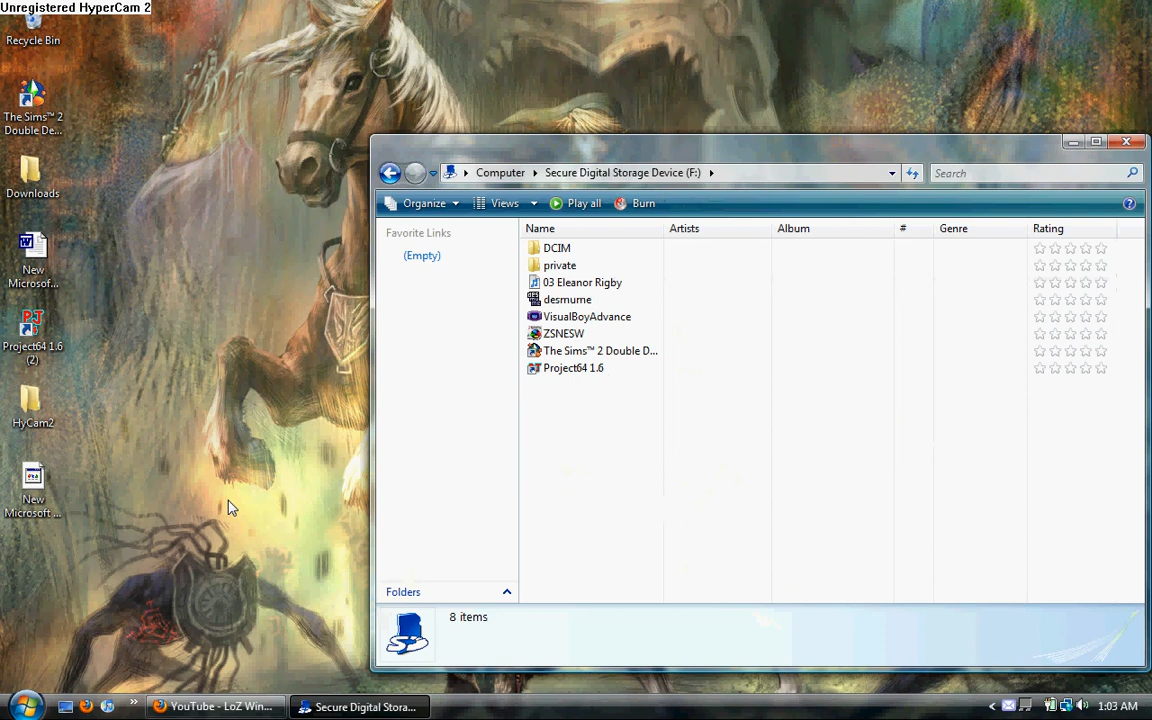 Unregistered HyperCam 2
Recycle Bin
The Sims™ 2
Double De...
Downloads
New
Microsof...
Project64 1.6
(2)
HyCam2
New
Microsoft ...
Computer
Secure Digital Storage Device (F:)
Search
Organize
Views
Play all
Burn
Favorite Links
(Empty)
Folders
Name
Artists
Album
#
Genre
Rating
DCIM
private
03 Eleanor Rigby
desmume
VisualBoyAdvance
ZSNESW
The Sims™ 2 Double D...
Project64 1.6
8 items
YouTube - LoZ Win...
Secure Digital Stora...
1:03 AM